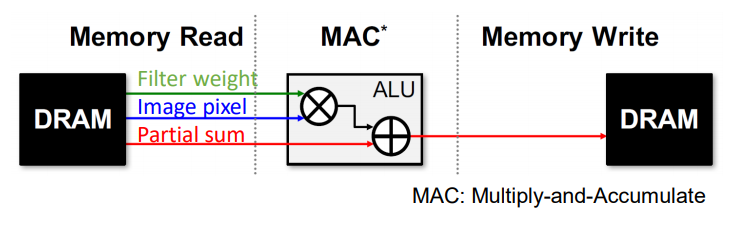 Memory Read
MAC*
Memory Write
DRAM
Filter weight
Image pixel
Partial sum
ALU
DRAM
MAC: Multiply-and-Accumulate